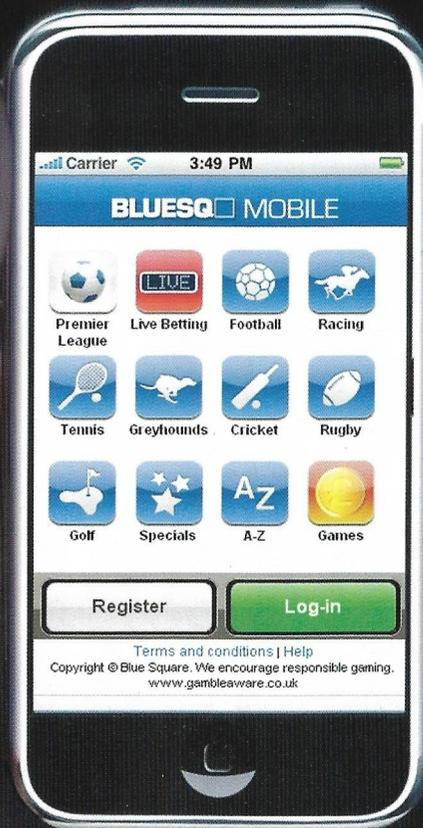 Carrier 3:49 PM
BLUESQ MOBILE
LIVE
Premier League Live Betting Football Racing
Tennis Greyhounds Cricket Rugby
AZ
£
Golf Specials A-Z Games
Register Log-in
Terms and conditions | Help
Copyright © Blue Square. We encourage responsible gaming.
www.gambleaware.co.uk